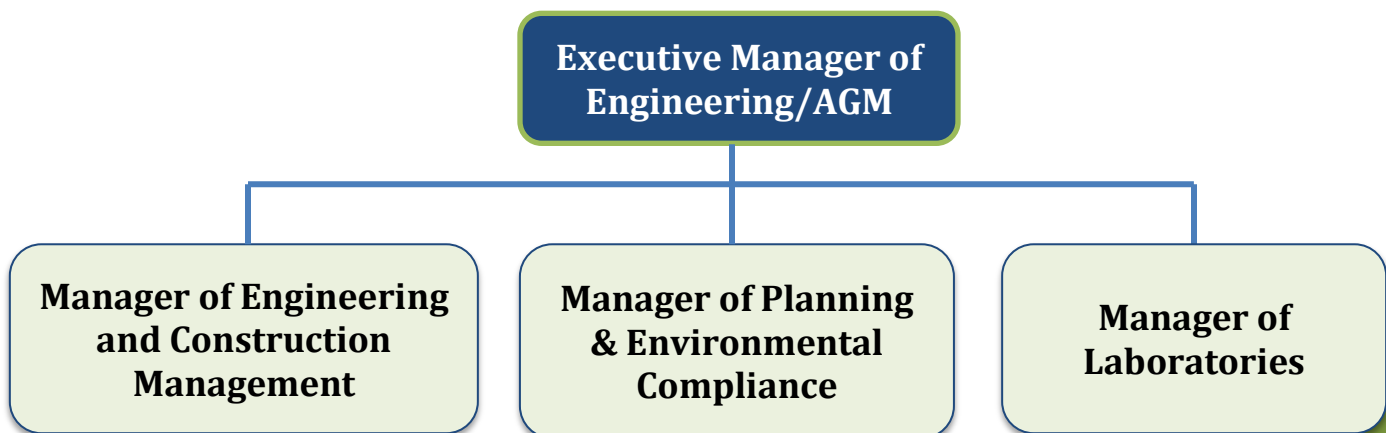 Executive Manager of
Engineering/AGM
Manager of Engineering
and Construction
Management
Manager of Planning
& Environmental
Compliance
Manager of
Laboratories